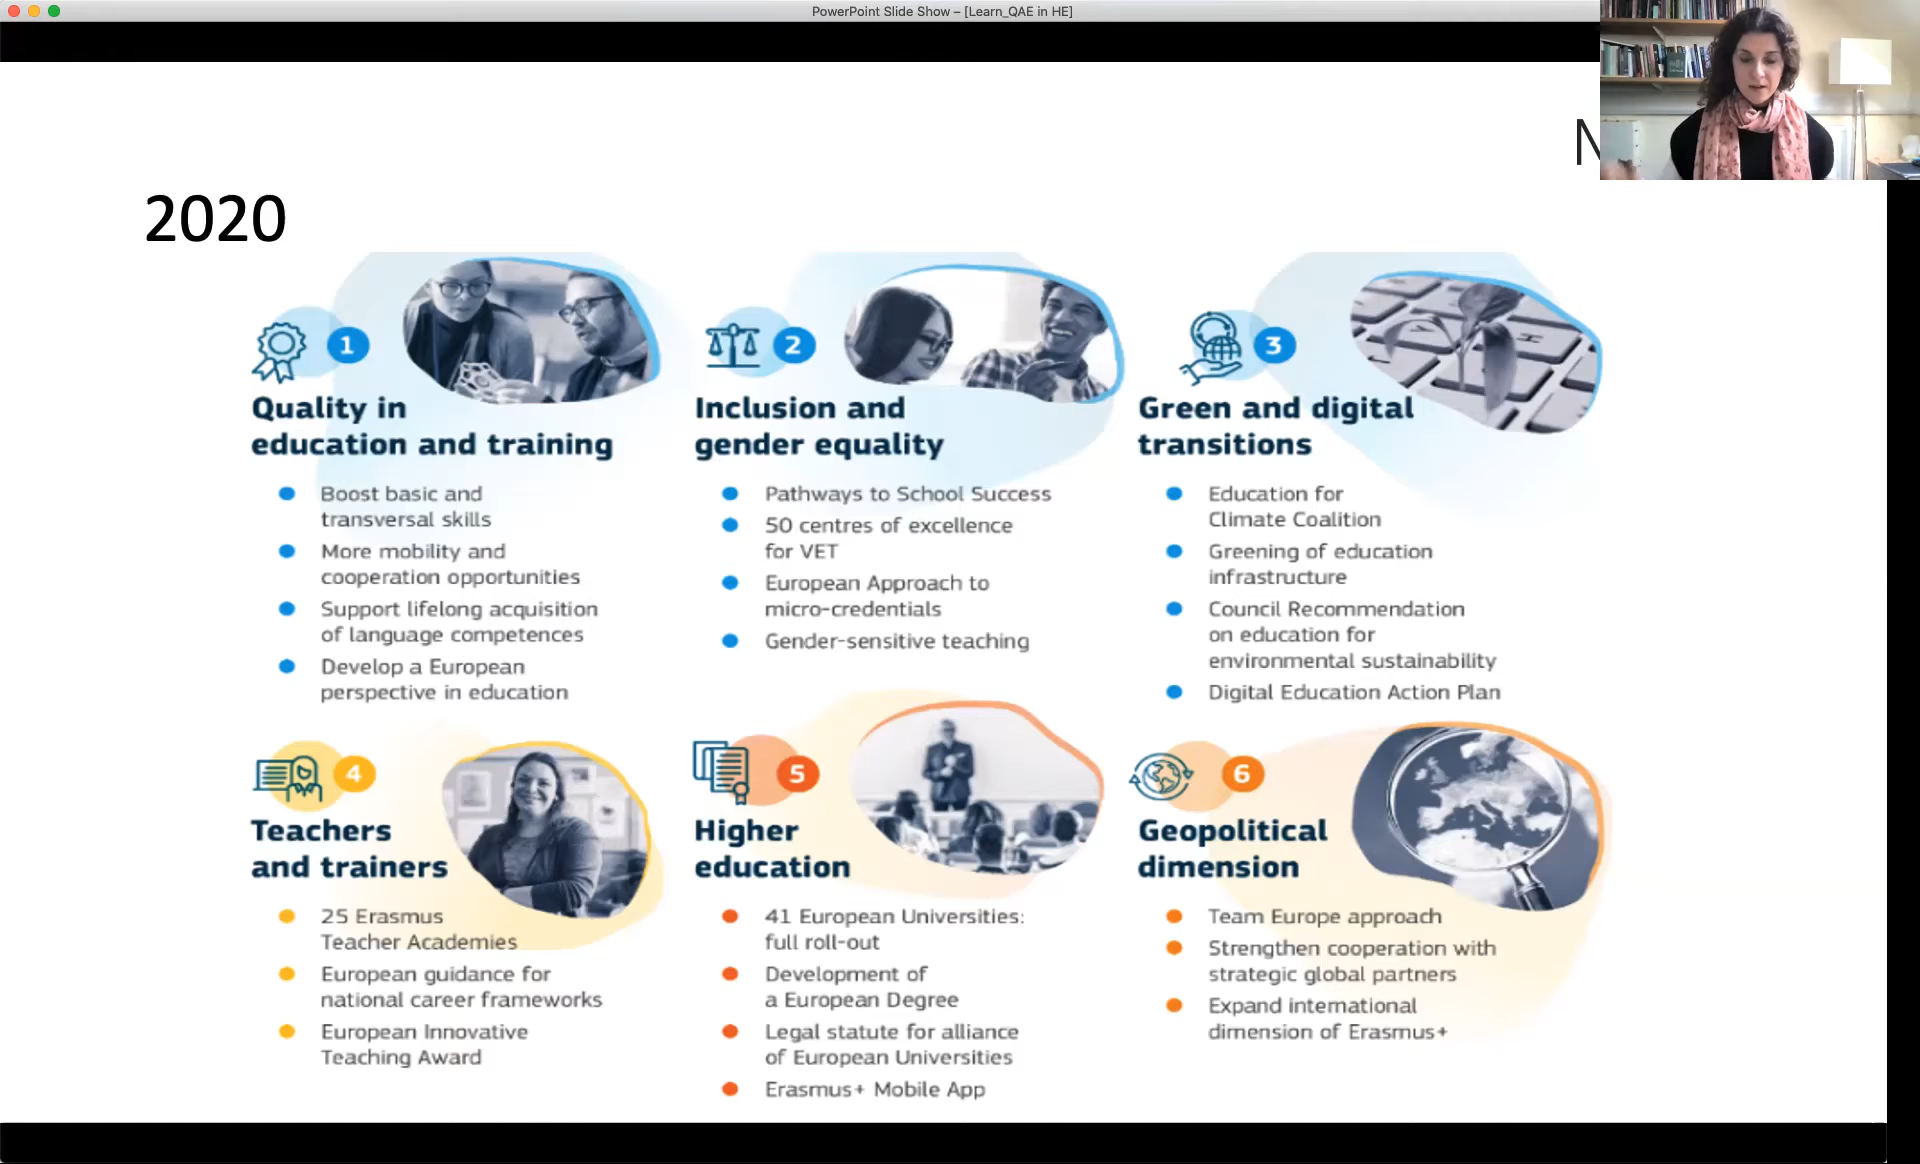 PowerPoint Slide Show – [Learn_QAE in HE]
N
2020
1
Quality in
education and training
Boost basic and
transversal skills
More mobility and
cooperation opportunities
Support lifelong acquisition
of language competences
Develop a European
perspective in education
2
Inclusion and
gender equality
Pathways to School Success
50 centres of excellence
for VET
European Approach to
micro-credentials
Gender-sensitive teaching
3
Green and digital
transitions
Education for
Climate Coalition
Greening of education
infrastructure
Council Recommendation
on education for
environmental sustainability
Digital Education Action Plan
4
Teachers
and trainers
25 Erasmus
Teacher Academies
European guidance for
national career frameworks
European Innovative
Teaching Award
5
Higher
education
41 European Universities:
full roll-out
Development of
a European Degree
Legal statute for alliance
of European Universities
Erasmus+ Mobile App
6
Geopolitical
dimension
Team Europe approach
Strengthen cooperation with
strategic global partners
Expand international
dimension of Erasmus+